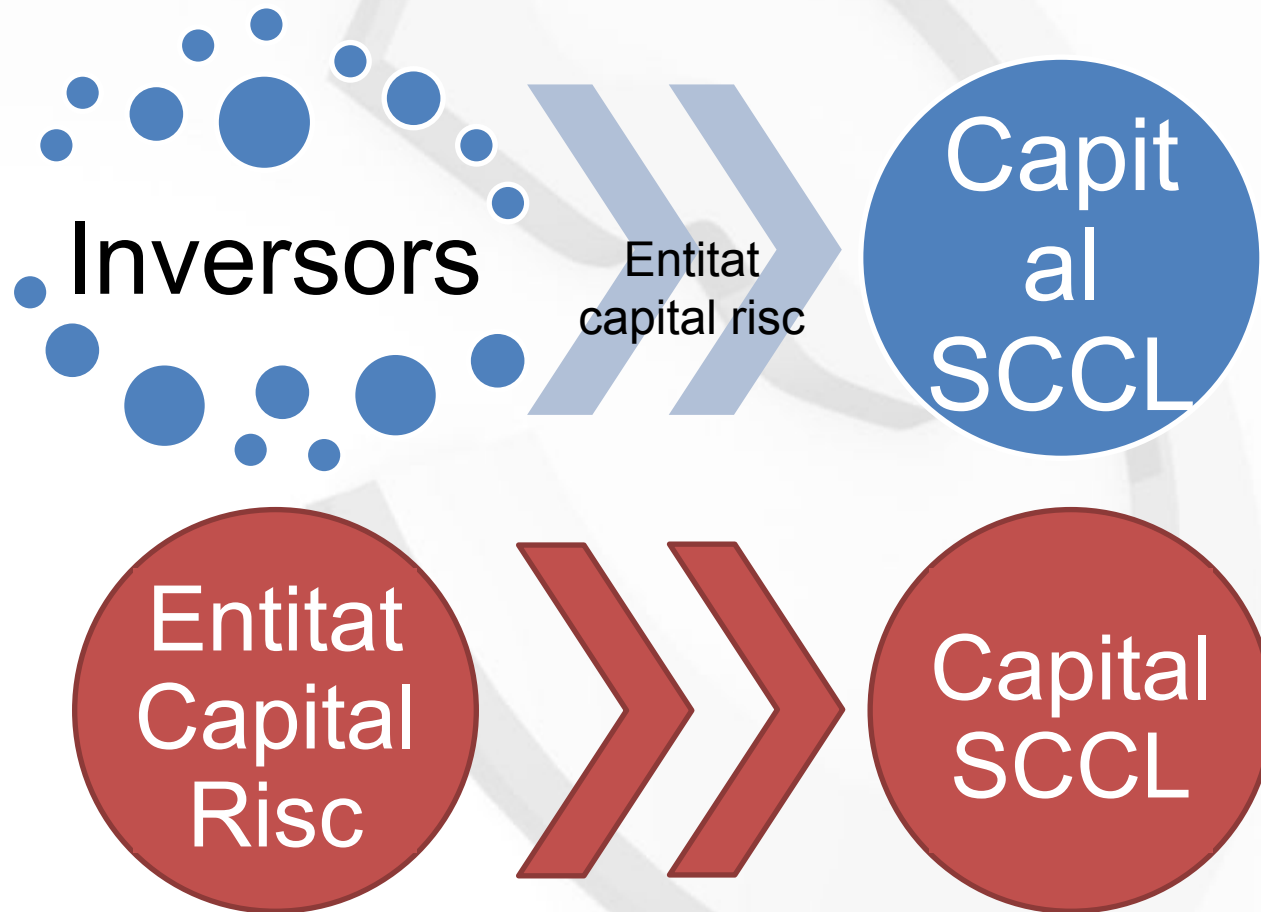 Inversors
Entitat
capital risc
Capit
al
SCCL
Entitat
Capital
Risc
Capital
SCCL